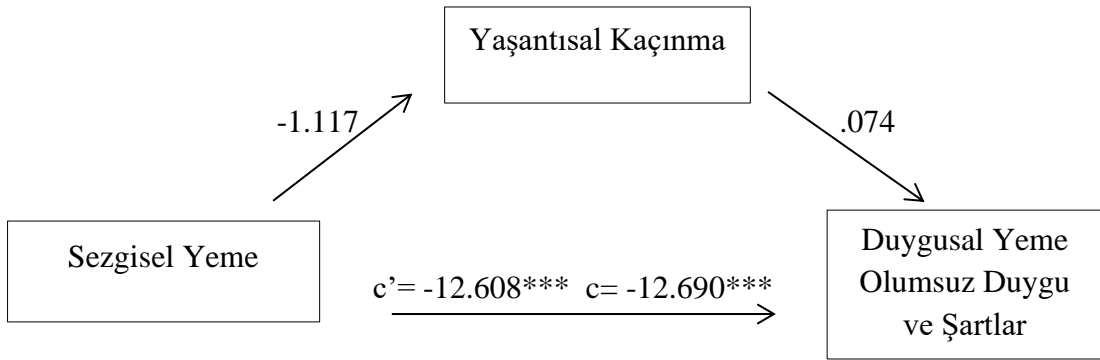 Yaşantısal Kaçınma
-1.117
.074
Sezgisel Yeme
c’= -12.608*** c= -12.690***
Duygusal Yeme
Olumsuz Duygu
ve Şartlar